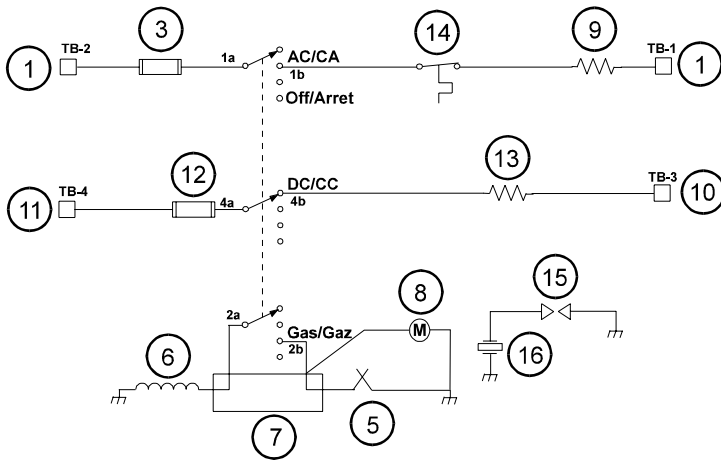 3
14
9
TB-2
1a
AC/CA
TB-1
1
1b
1
Off/Arret
12
13
TB-4
DC/CC
TB-3
11
4a
4b
10
15
8
2a
Gas/Gaz
M
6
2b
16
7
5